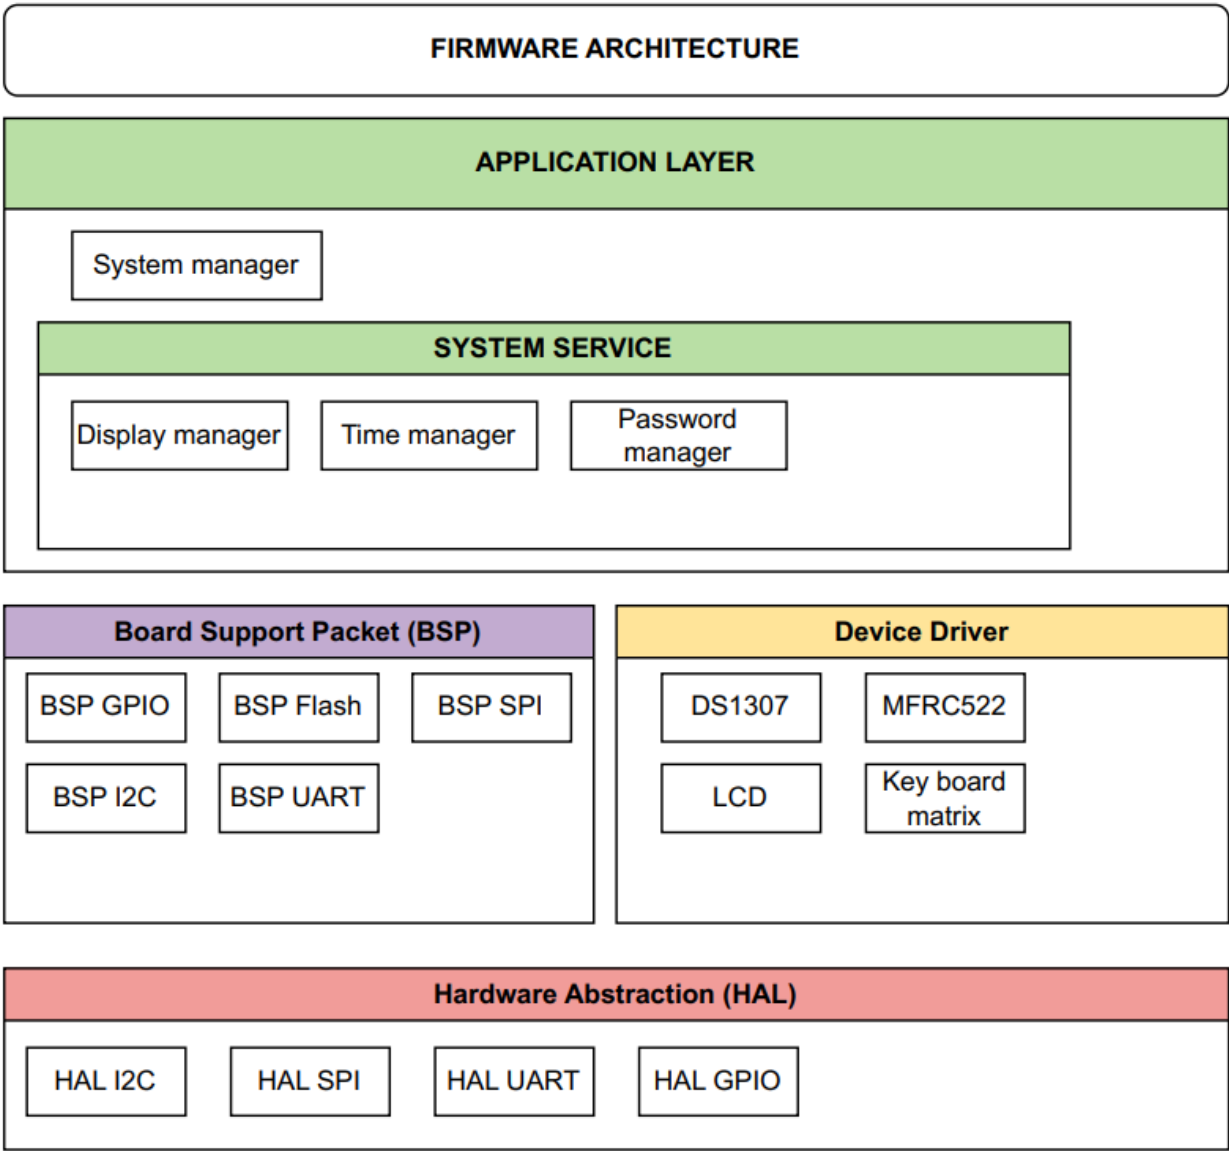 FIRMWARE ARCHITECTURE
APPLICATION LAYER
System manager
SYSTEM SERVICE
Display manager
Time manager
Password
manager
Board Support Packet (BSP)
BSP GPIO
BSP Flash
BSP SPI
BSP I2C
BSP UART
Device Driver
DS1307
MFRC522
LCD
Key board
matrix
Hardware Abstraction (HAL)
HAL I2C
HAL SPI
HAL UART
HAL GPIO